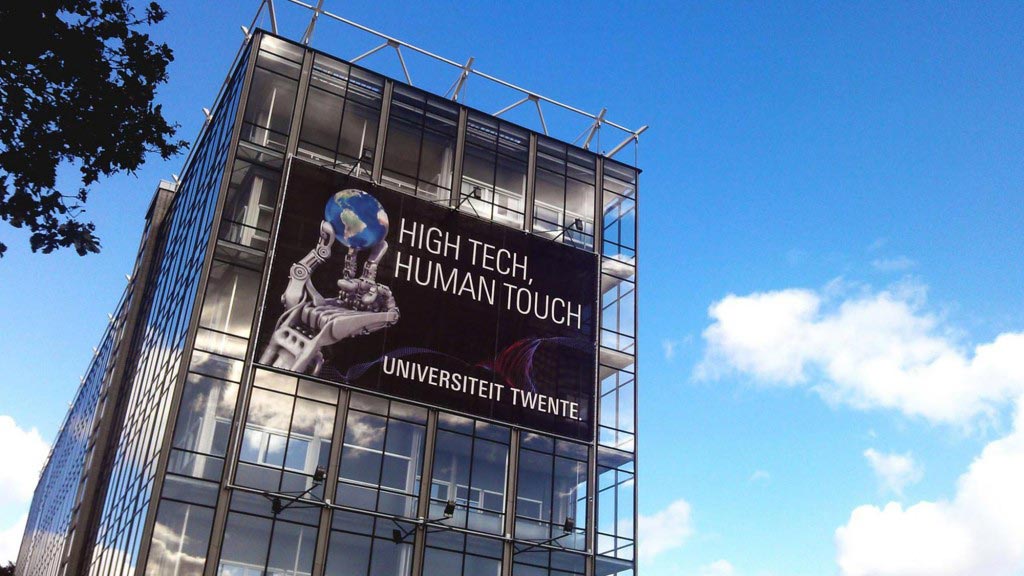 HIGH TECH,
HUMAN TOUCH
UNIVERSITEIT TWENTE.